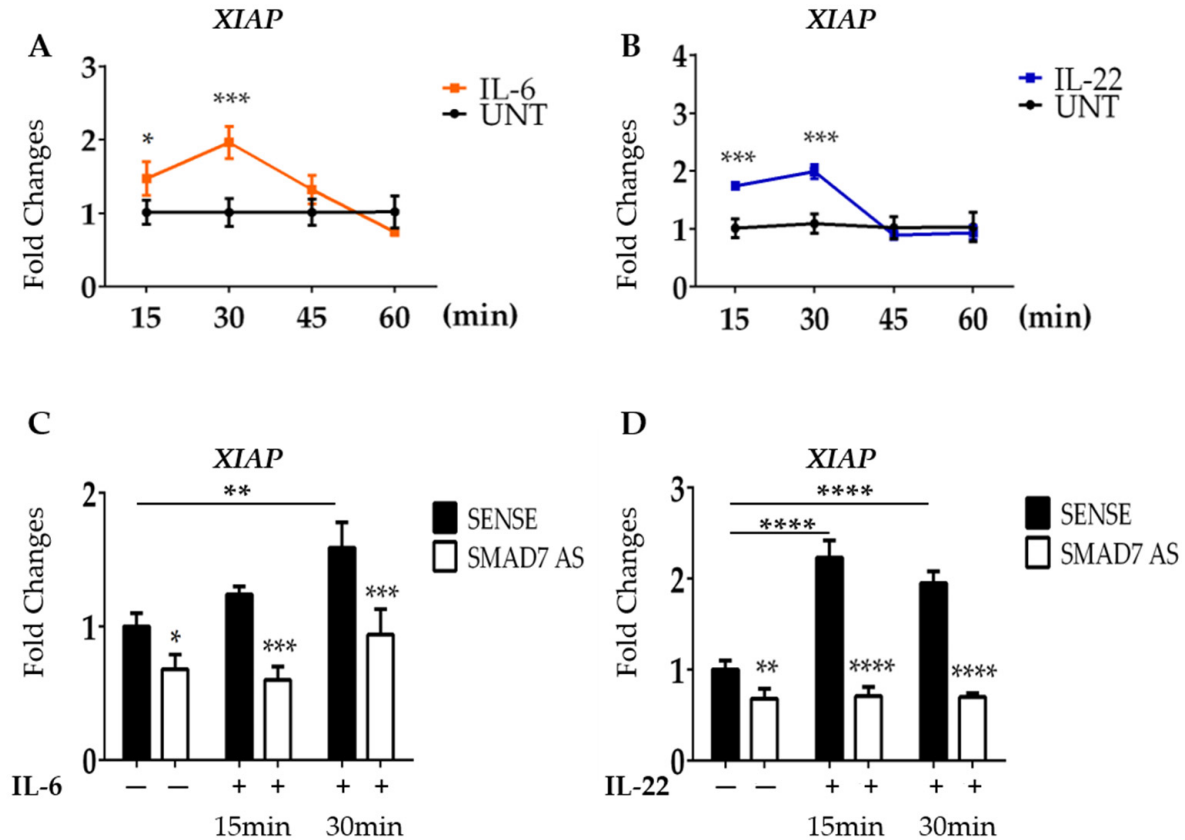 XIAP
A
Fold Changes
3
2
1
0
*
***
IL-6
UNT
15 30 45 60 (min)
XIAP
B
Fold Changes
4
3
2
1
0
***
***
IL-22
UNT
15 30 45 60 (min)
C
XIAP
Fold Changes
2
1
0
**
*
***
***
SENSE
SMAD7 AS
IL-6 – – + + + +
15min 30min
D
XIAP
Fold Changes
3
2
1
0
****
****
**
****
****
SENSE
SMAD7 AS
IL-22 – – + + + +
15min 30min